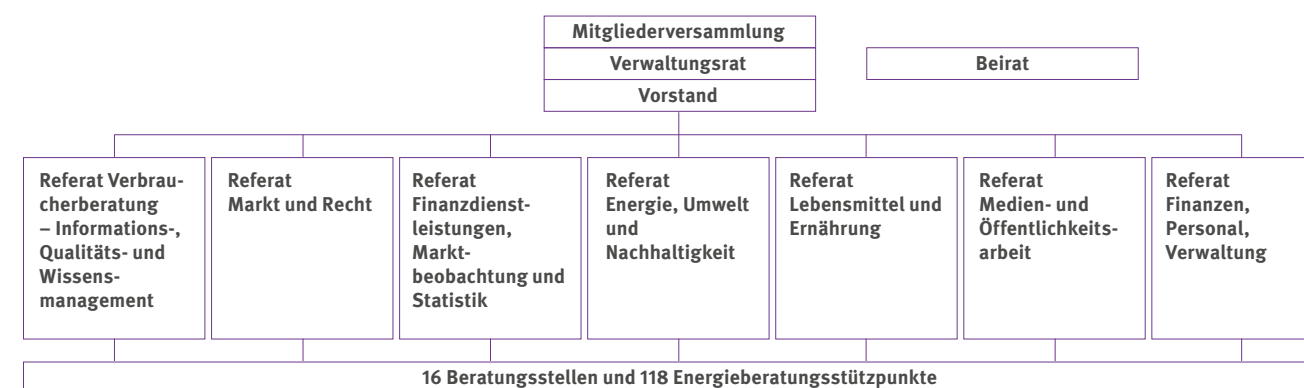 Mitgliederversammlung
Verwaltungsrat
Beirat
Vorstand
Referat Verbrau-
cherberatung
– Informations-,
Qualitäts- und
Wissens-
management
Referat
Markt und Recht
Referat
Finanzdienst-
leistungen,
Markt-
beobachtung und
Statistik
Referat
Energie, Umwelt
und
Nachhaltigkeit
Referat
Lebensmittel und
Ernährung
Referat
Medien- und
Öffentlichkeits-
arbeit
Referat
Finanzen,
Personal,
Verwaltung
16 Beratungsstellen und 118 Energieberatungsstützpunkte